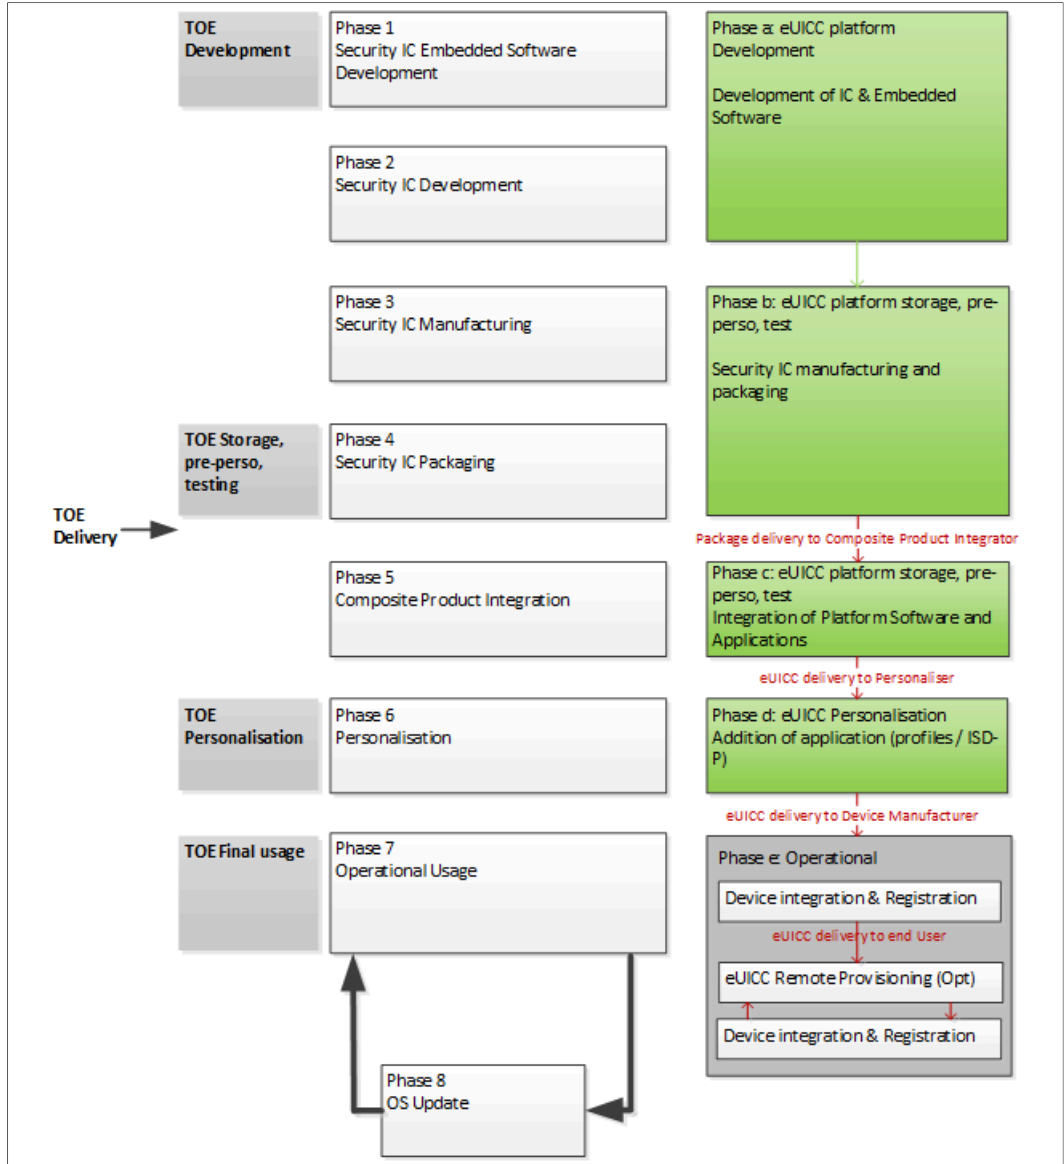 TOE
Development
Phase 1
Security IC Embedded Software
Development
Phase a: eUICC platform
Development
Development of IC & Embedded
Software
Phase 2
Security IC Development
Phase 3
Security IC Manufacturing
Phase b: eUICC platform storage, pre-
perso, test
Security IC manufacturing and
packaging
TOE Storage,
pre-perso,
testing
Phase 4
Security IC Packaging
TOE
Delivery
Package delivery to Composite Product Integrator
Phase 5
Composite Product Integration
Phase c: eUICC platform storage, pre-
perso, test
Integration of Platform Software and
Applications
eUICC delivery to Personaliser
TOE
Personalisation
Phase 6
Personalisation
Phase d: eUICC Personalisation
Addition of application (profiles / ISD-
P)
eUICC delivery to Device Manufacturer
TOE Final usage
Phase 7
Operational Usage
Phase e: Operational
Device integration & Registration
eUICC delivery to end User
eUICC Remote Provisioning (Opt)
Device integration & Registration
Phase 8
OS Update